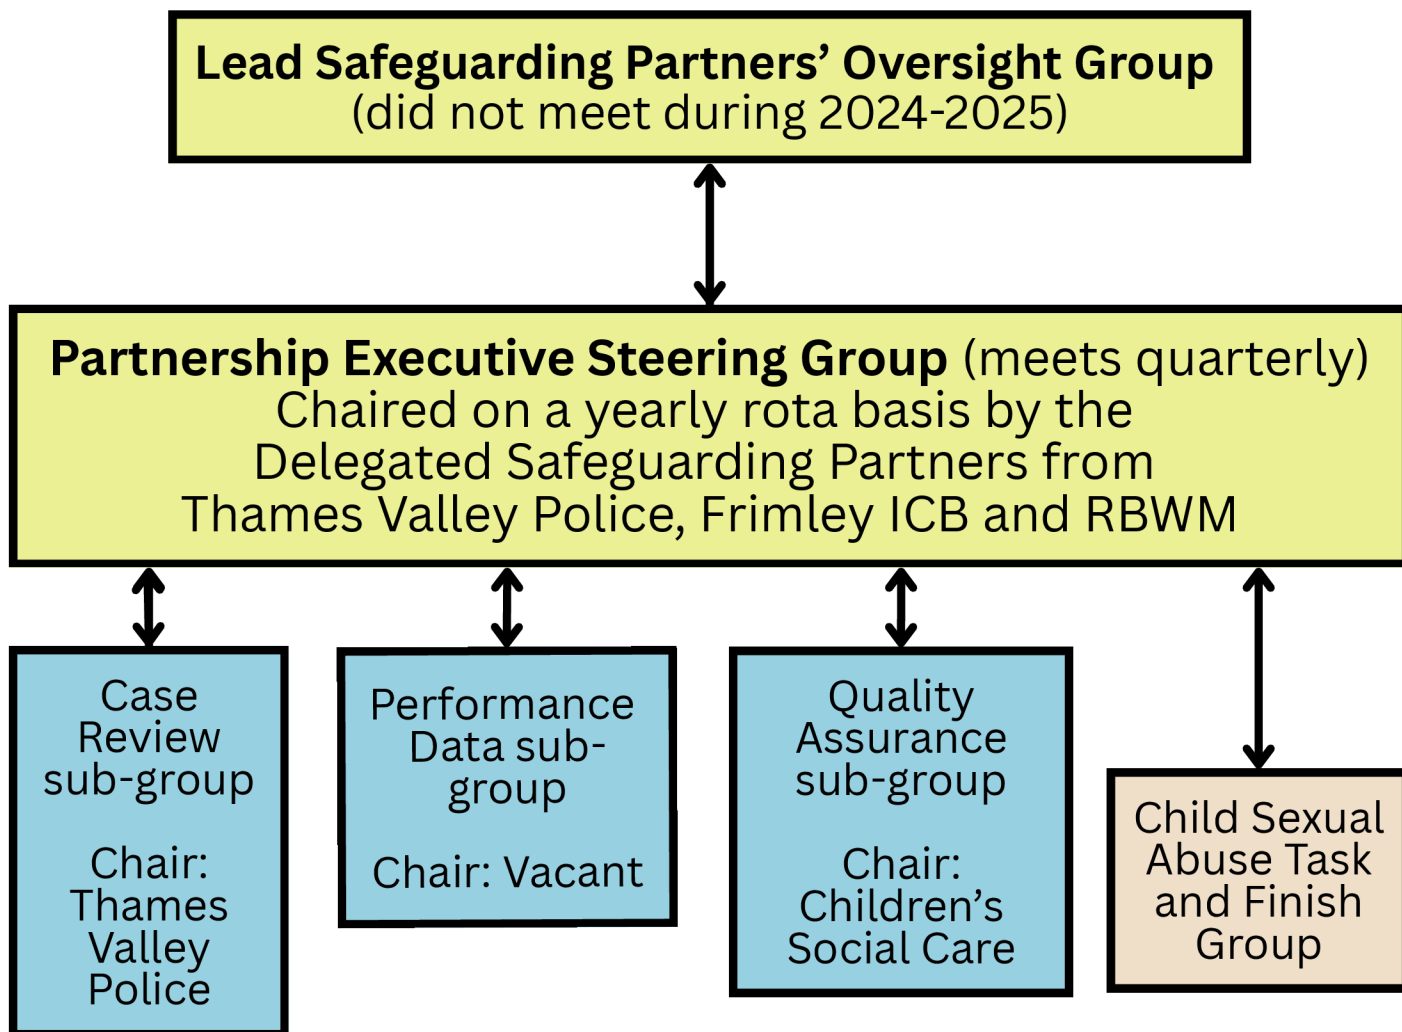 Lead Safeguarding Partners’ Oversight Group
(did not meet during 2024-2025)
Partnership Executive Steering Group (meets quarterly)
Chaired on a yearly rota basis by the
Delegated Safeguarding Partners from
Thames Valley Police, Frimley ICB and RBWM
Case
Review
sub-group
Chair:
Thames
Valley
Police
Performance
Data sub-
group
Chair: Vacant
Quality
Assurance
sub-group
Chair:
Children’s
Social Care
Child Sexual
Abuse Task
and Finish
Group